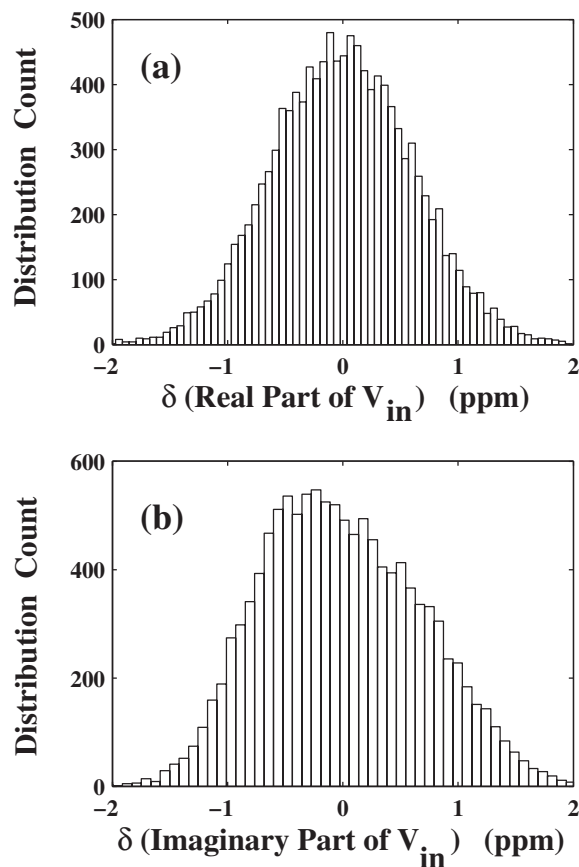 500
400
300
200
100
0
(a)
Distribution Count
−2 −1 0 1 2
δ (Real Part of V_in) (ppm)
600
400
200
0
(b)
Distribution Count
−2 −1 0 1 2
δ (Imaginary Part of V_in) (ppm)